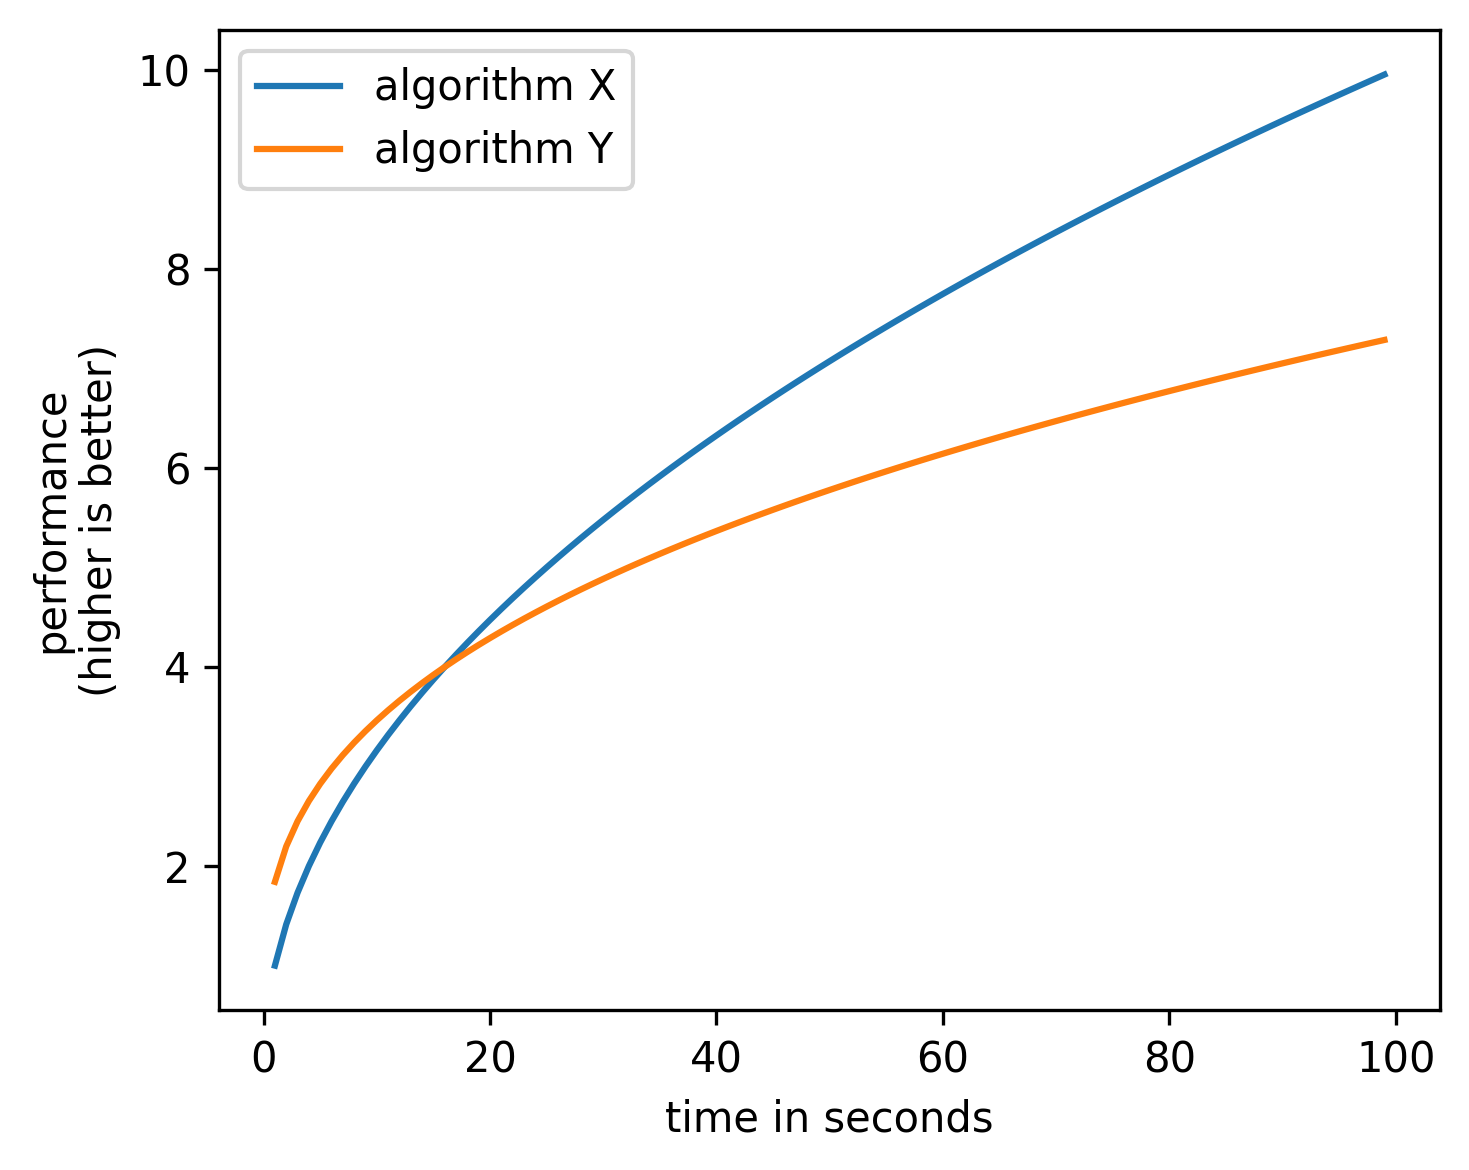 algorithm X
algorithm Y
10
8
6
4
2
performance
(higher is better)
0 20 40 60 80 100
time in seconds